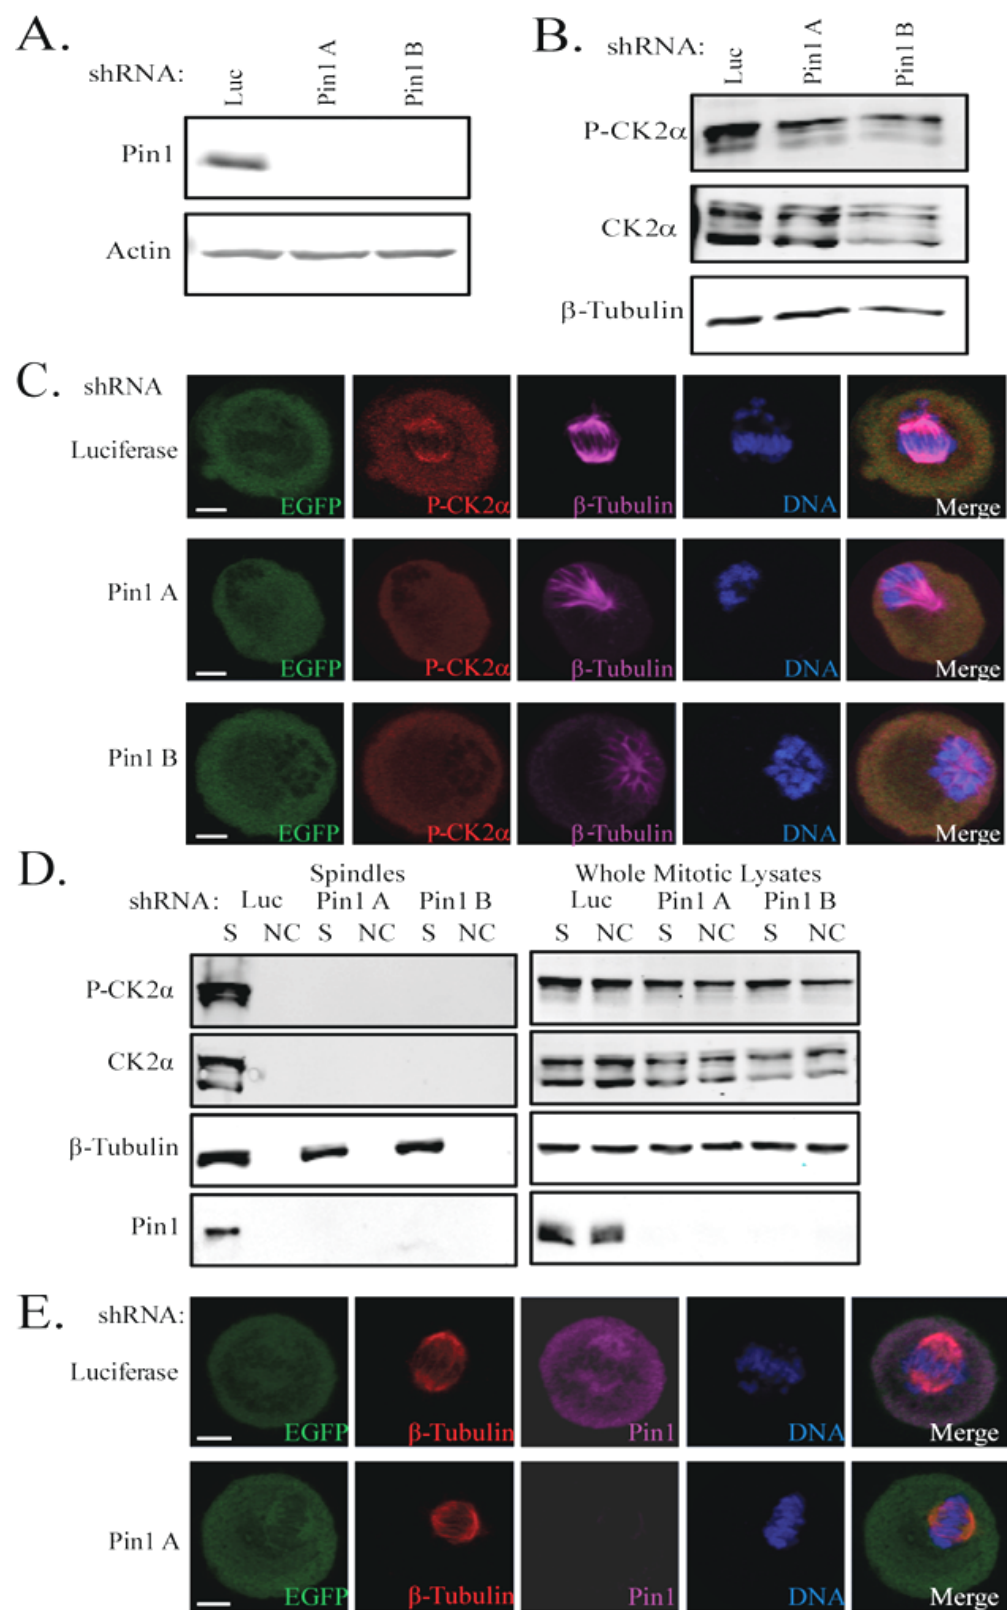 A.
shRNA:
Luc
Pin1 A
Pin1 B
Pin1
Actin
B.
shRNA:
Luc
Pin1 A
Pin1 B
P-CK2α
CK2α
β-Tubulin
C.
shRNA
Luciferase
EGFP P-CK2α β-Tubulin DNA Merge
Pin1 A
EGFP P-CK2α β-Tubulin DNA Merge
Pin1 B
EGFP P-CK2α β-Tubulin DNA Merge
D.
Spindles Whole Mitotic Lysates
shRNA: Luc Pin1 A Pin1 B Luc Pin1 A Pin1 B
S NC S NC S NC S NC S NC S NC
P-CK2α
CK2α
β-Tubulin
Pin1
E.
shRNA:
Luciferase
EGFP β-Tubulin Pin1 DNA Merge
Pin1 A
EGFP β-Tubulin Pin1 DNA Merge